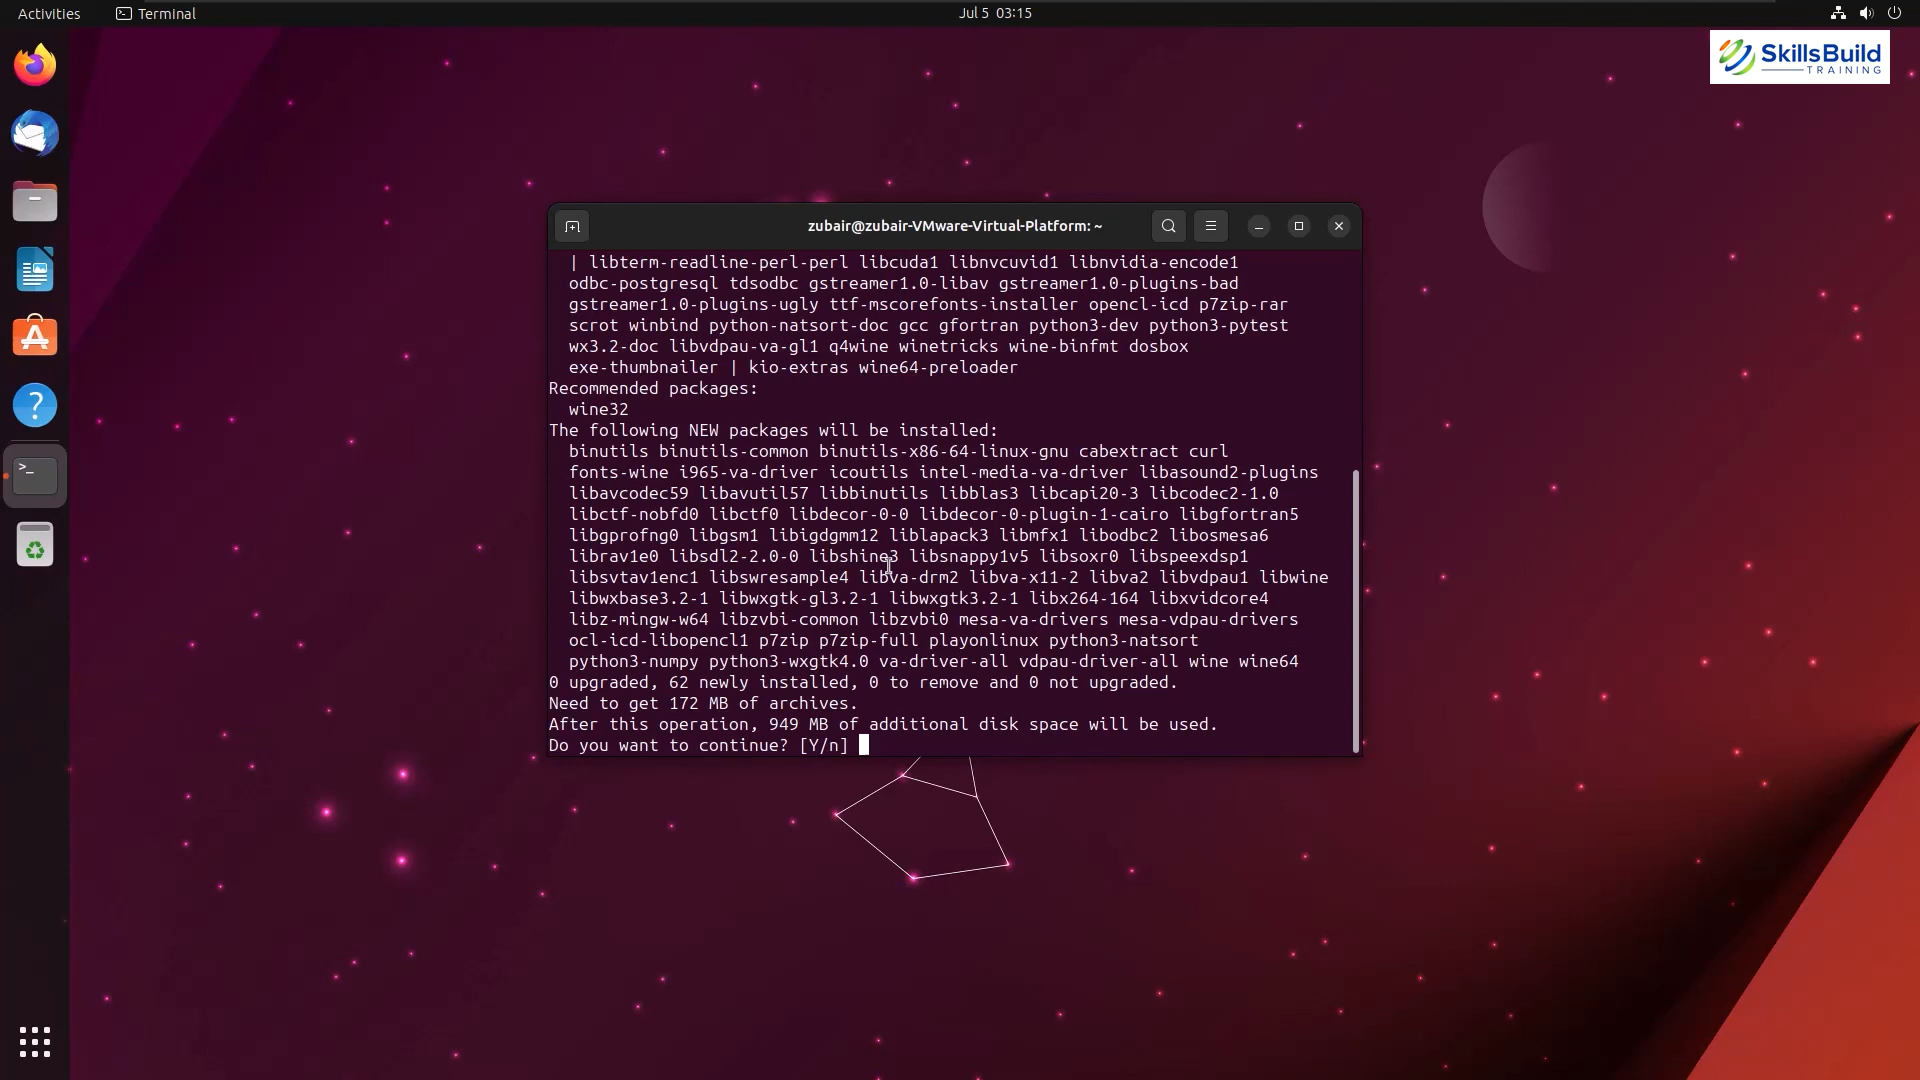 Activities
Terminal
Jul 5 03:15
SkillsBuild
TRAINING
zubair@zubair-VMware-Virtual-Platform: ~
| libterm-readline-perl-perl libcuda1 libnvcuvid1 libnvidia-encode1
odbc-postgresql tdsodbc gstreamer1.0-libav gstreamer1.0-plugins-bad
gstreamer1.0-plugins-ugly ttf-mscorefonts-installer opencl-icd p7zip-rar
scrot winbind python-natsort-doc gcc gfortran python3-dev python3-pytest
wx3.2-doc libvdpau-va-gl1 q4wine winetricks wine-binfmt dosbox
exe-thumbnailer | kio-extras wine64-preloader
Recommended packages:
wine32
The following NEW packages will be installed:
binutils binutils-common binutils-x86-64-linux-gnu cabextract curl
fonts-wine i965-va-driver icoutils intel-media-va-driver libasound2-plugins
libavcodec59 libavutil57 libbinutils libblas3 libcapi20-3 libcodec2-1.0
libctf-nobfd0 libctf0 libdecor-0-0 libdecor-0-plugin-1-cairo libgfortran5
libgprofng0 libgsm1 libigdgmm12 liblapack3 libmfx1 libodbc2 libosmesa6
librav1e0 libsdl2-2.0-0 libshine3 libsnappy1v5 libsoxr0 libspeexdsp1
libsvtav1enc1 libswresample4 libva-drm2 libva-x11-2 libva2 libvdpau1 libwine
libwxbase3.2-1 libwxgtk-gl3.2-1 libwxgtk3.2-1 libx264-164 libxvidcore4
libz-mingw-w64 libzvbi-common libzvbi0 mesa-va-drivers mesa-vdpau-drivers
ocl-icd-libopencl1 p7zip p7zip-full playonlinux python3-natsort
python3-numpy python3-wxgtk4.0 va-driver-all vdpau-driver-all wine wine64
0 upgraded, 62 newly installed, 0 to remove and 0 not upgraded.
Need to get 172 MB of archives.
After this operation, 949 MB of additional disk space will be used.
Do you want to continue? [Y/n]